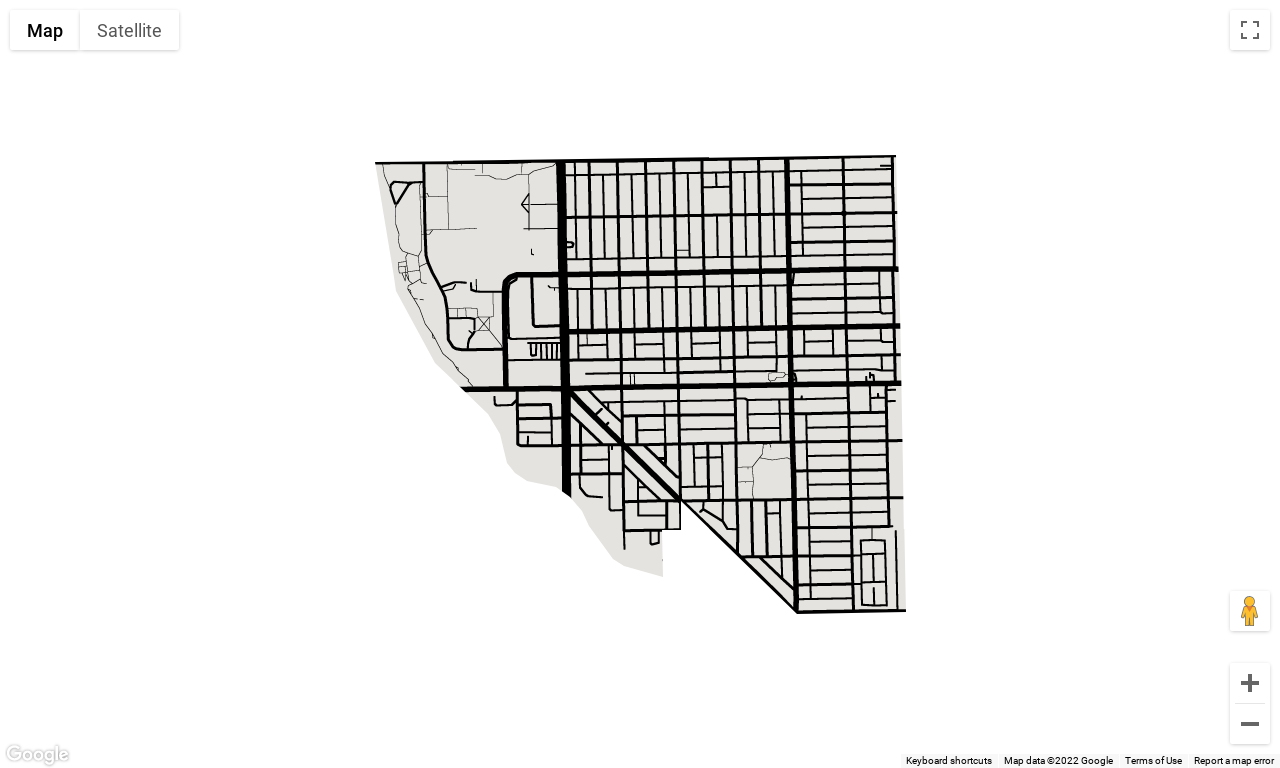 Map
Satellite
Google
Keyboard shortcuts
Map data ©2022 Google
Terms of Use
Report a map error